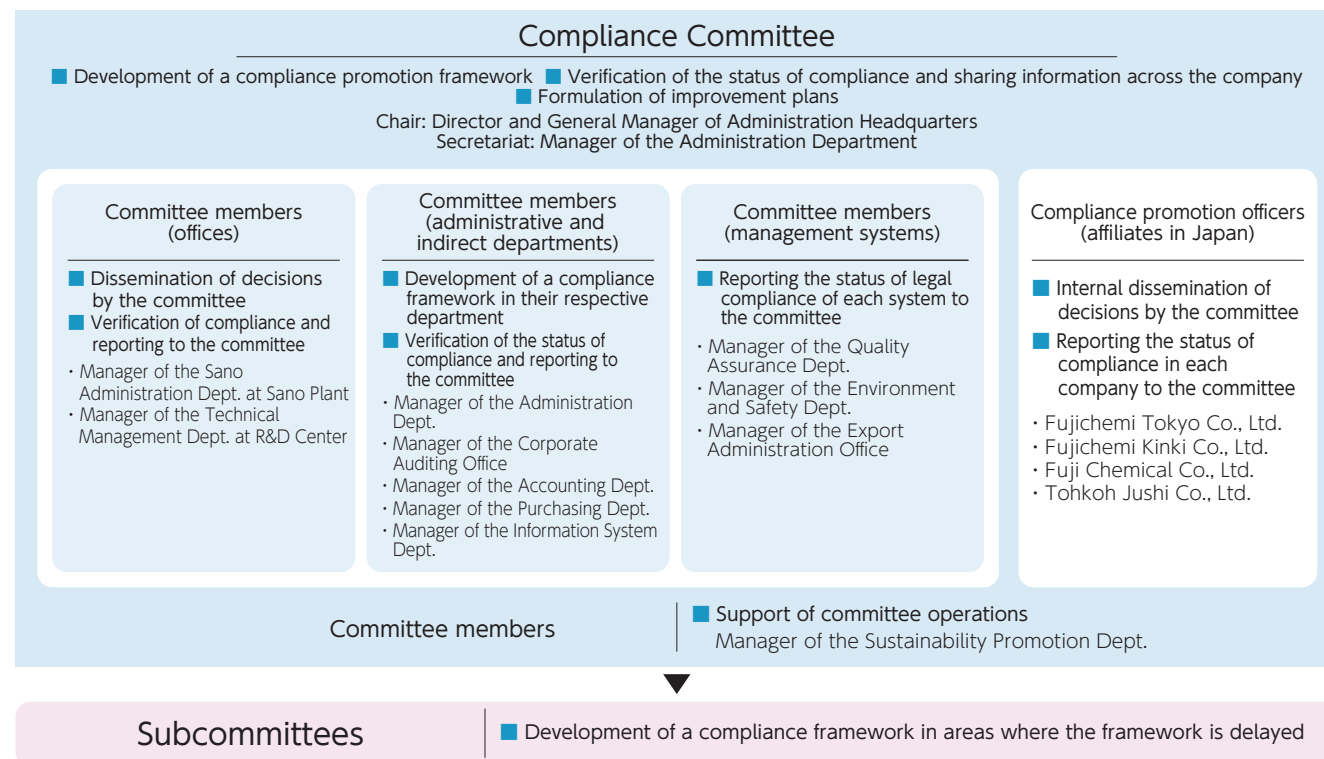 Compliance Committee
■ Development of a compliance promotion framework ■ Verification of the status of compliance and sharing information across the company
■ Formulation of improvement plans
Chair: Director and General Manager of Administration Headquarters
Secretariat: Manager of the Administration Department
Committee members
(offices)
■ Dissemination of decisions
by the committee
■ Verification of compliance and
reporting to the committee
・Manager of the Sano
Administration Dept. at Sano Plant
・Manager of the Technical
Management Dept. at R&D Center
Committee members
(administrative and
indirect departments)
■ Development of a compliance
framework in their respective
department
■ Verification of the status of
compliance and reporting to
the committee
・Manager of the Administration
Dept.
・Manager of the Corporate
Auditing Office
・Manager of the Accounting Dept.
・Manager of the Purchasing Dept.
・Manager of the Information System
Dept.
Committee members
(management systems)
■ Reporting the status of legal
compliance of each system to
the committee
・Manager of the Quality
Assurance Dept.
・Manager of the Environment
and Safety Dept.
・Manager of the Export
Administration Office
Compliance promotion officers
(affiliates in Japan)
■ Internal dissemination of
decisions by the committee
■ Reporting the status of
compliance in each
company to the committee
・Fujichemi Tokyo Co., Ltd.
・Fujichemi Kinki Co., Ltd.
・Fuji Chemical Co., Ltd.
・Tohkoh Jushi Co., Ltd.
Committee members
■ Support of committee operations
Manager of the Sustainability Promotion Dept.
Subcommittees
■ Development of a compliance framework in areas where the framework is delayed